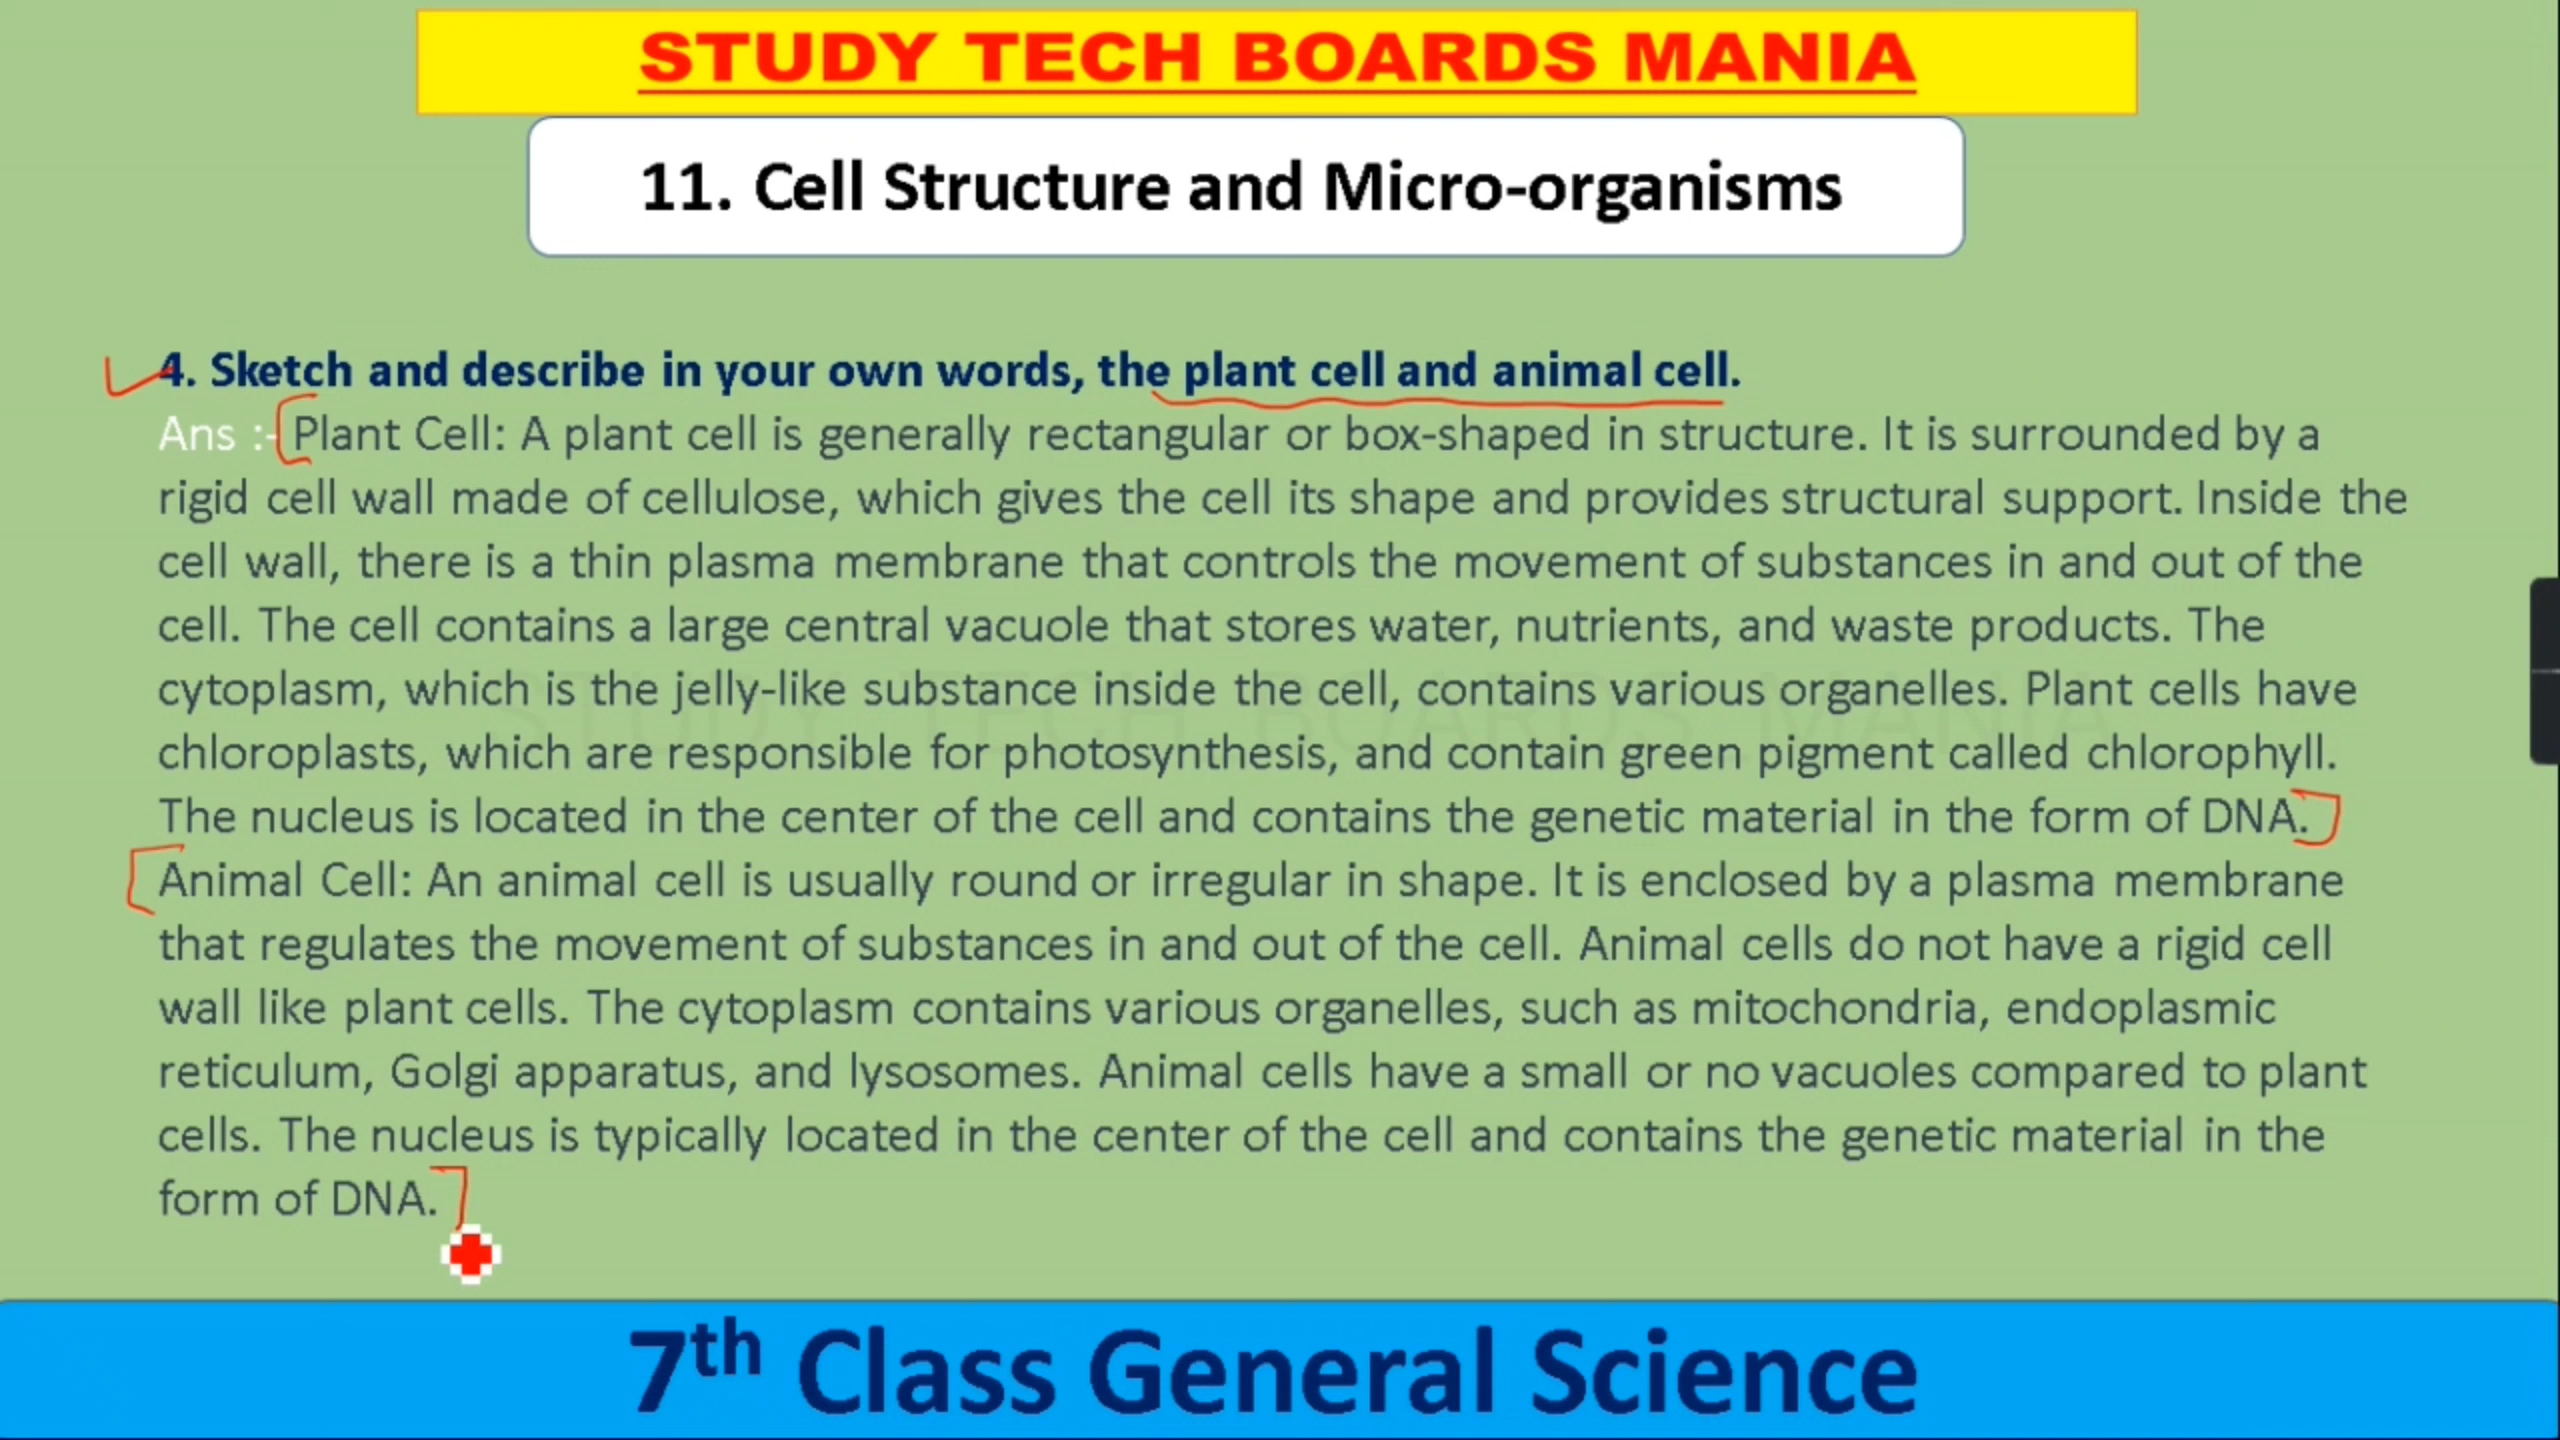 STUDY TECH BOARDS MANIA
11. Cell Structure and Micro-organisms
4. Sketch and describe in your own words, the plant cell and animal cell.
Ans :- Plant Cell: A plant cell is generally rectangular or box-shaped in structure. It is surrounded by a
rigid cell wall made of cellulose, which gives the cell its shape and provides structural support. Inside the
cell wall, there is a thin plasma membrane that controls the movement of substances in and out of the
cell. The cell contains a large central vacuole that stores water, nutrients, and waste products. The
cytoplasm, which is the jelly-like substance inside the cell, contains various organelles. Plant cells have
STUDY TECH BOARDS MANIA
chloroplasts, which are responsible for photosynthesis, and contain green pigment called chlorophyll.
The nucleus is located in the center of the cell and contains the genetic material in the form of DNA.
Animal Cell: An animal cell is usually round or irregular in shape. It is enclosed by a plasma membrane
that regulates the movement of substances in and out of the cell. Animal cells do not have a rigid cell
wall like plant cells. The cytoplasm contains various organelles, such as mitochondria, endoplasmic
reticulum, Golgi apparatus, and lysosomes. Animal cells have a small or no vacuoles compared to plant
cells. The nucleus is typically located in the center of the cell and contains the genetic material in the
form of DNA.
7th Class General Science